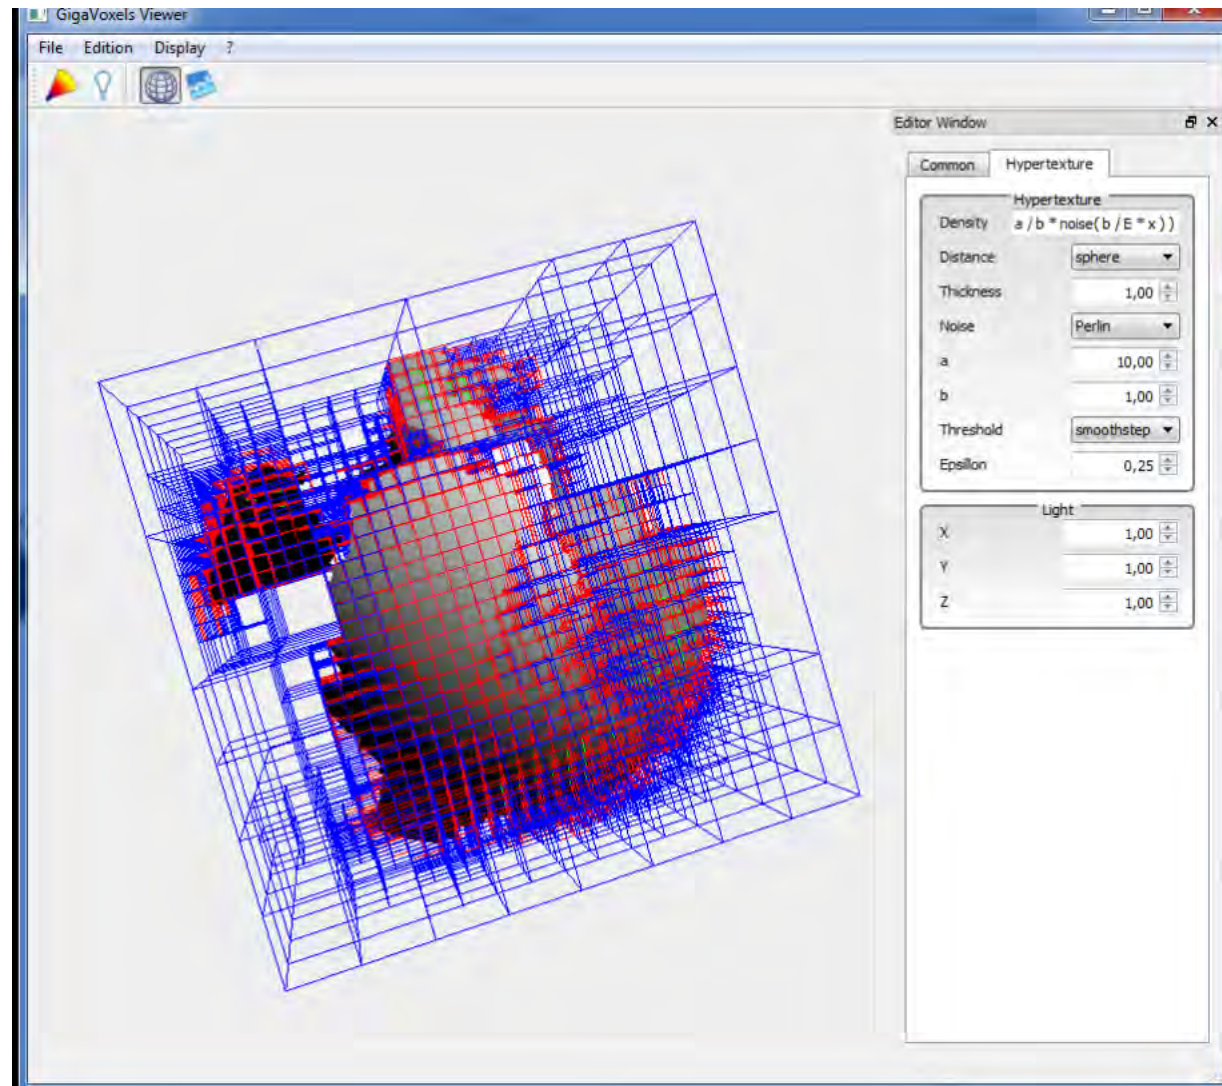 GigaVoxels Viewer
File Edition Display ?
Editor Window
Common Hypertexture
Hypertexture
Density a / b * noise( b / E * x ) )
Distance sphere
Thickness 1,00
Noise Perlin
a 10,00
b 1,00
Threshold smoothstep
Epsillon 0,25
Light
X 1,00
Y 1,00
Z 1,00